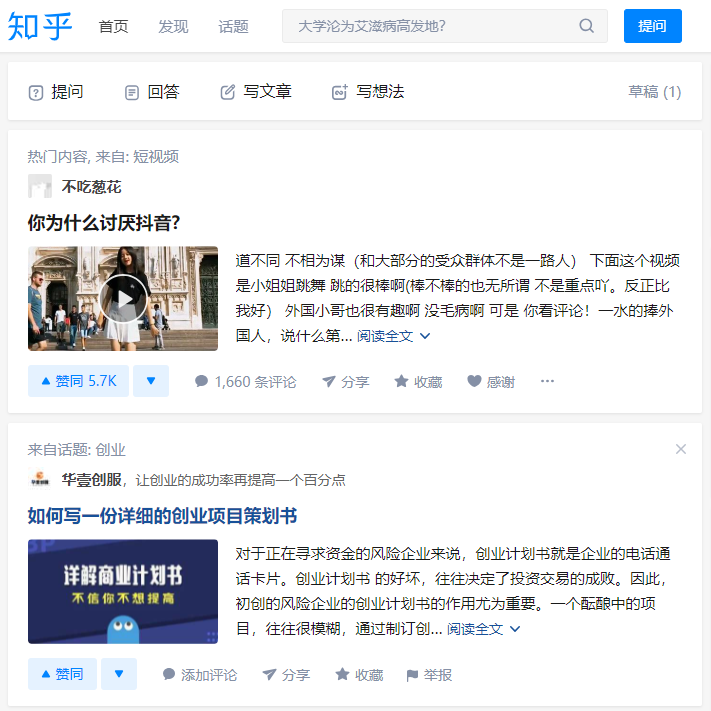 知乎 首页 发现 话题 大学沦为艾滋病高发地? 提问
提问 回答 写文章 写想法 草稿 (1)
热门内容, 来自: 短视频
不吃葱花
你为什么讨厌抖音?
道不同 不相为谋（和大部分的受众群体不是一路人） 下面这个视频
是小姐姐跳舞 跳的很棒啊(棒不棒的也无所谓 不是重点吖。反正比
我好） 外国小哥也很有趣啊 没毛病啊 可是 你看评论！一水的捧外
国人，说什么第... 阅读全文
赞同 5.7K 1,660 条评论 分享 收藏 感谢 ...
来自话题: 创业
华壹创服，让创业的成功率再提高一个百分点
如何写一份详细的创业项目策划书
详解商业计划书
不信你不想提高
对于正在寻求资金的风险企业来说，创业计划书就是企业的电话通
话卡片。创业计划书 的好坏，往往决定了投资交易的成败。因此，
初创的风险企业的创业计划书的作用尤为重要。一个酝酿中的项
目，往往很模糊，通过制订创... 阅读全文
赞同 添加评论 分享 收藏 举报